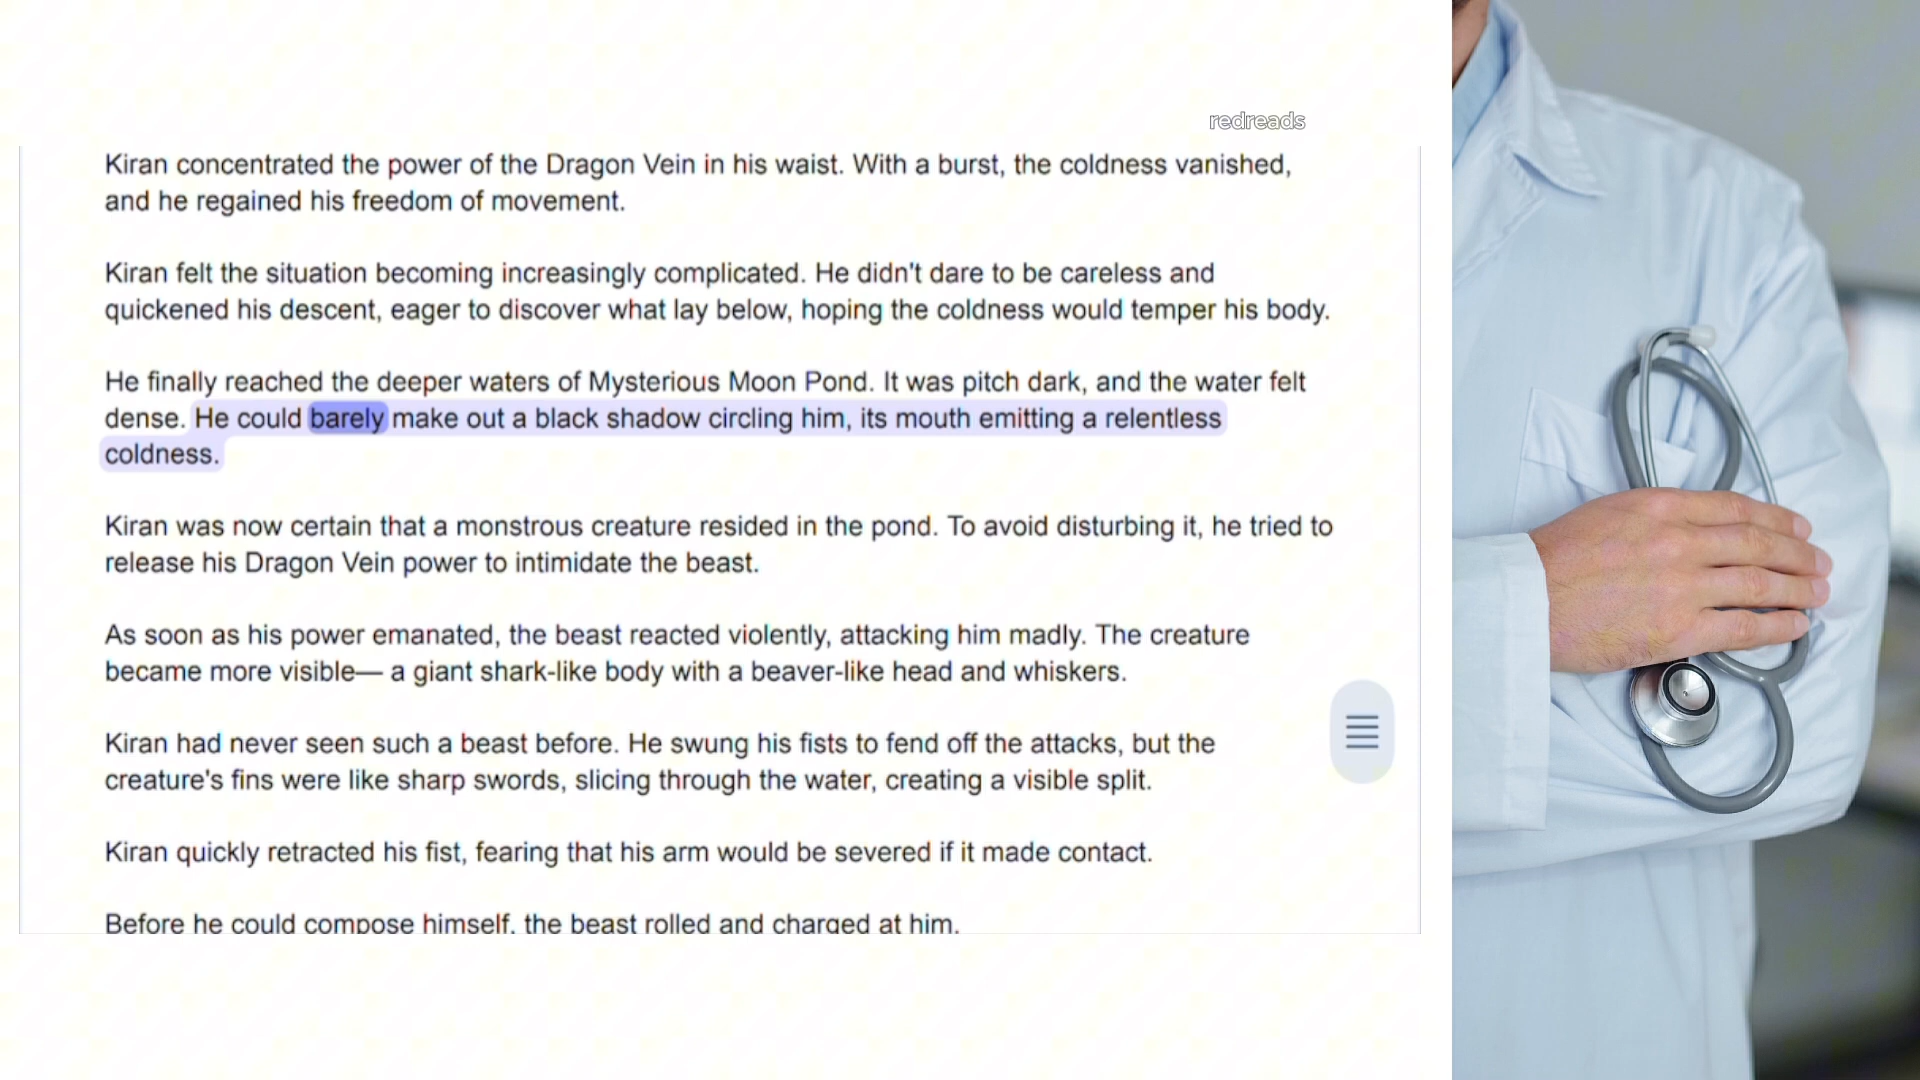 redreads
Kiran concentrated the power of the Dragon Vein in his waist. With a burst, the coldness vanished,
and he regained his freedom of movement.
Kiran felt the situation becoming increasingly complicated. He didn't dare to be careless and
quickened his descent, eager to discover what lay below, hoping the coldness would temper his body.
He finally reached the deeper waters of Mysterious Moon Pond. It was pitch dark, and the water felt
dense. He could barely make out a black shadow circling him, its mouth emitting a relentless
coldness.
Kiran was now certain that a monstrous creature resided in the pond. To avoid disturbing it, he tried to
release his Dragon Vein power to intimidate the beast.
As soon as his power emanated, the beast reacted violently, attacking him madly. The creature
became more visible— a giant shark-like body with a beaver-like head and whiskers.
Kiran had never seen such a beast before. He swung his fists to fend off the attacks, but the
creature's fins were like sharp swords, slicing through the water, creating a visible split.
Kiran quickly retracted his fist, fearing that his arm would be severed if it made contact.
Before he could compose himself, the beast rolled and charged at him.